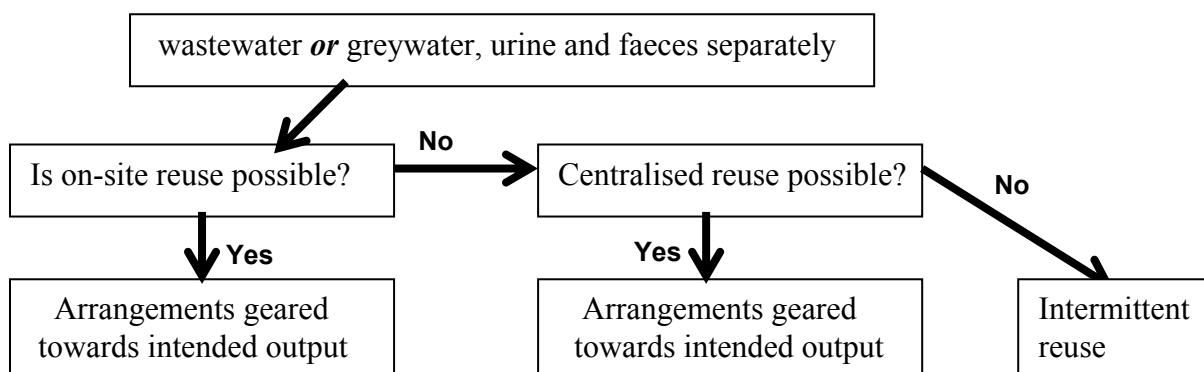 wastewater or greywater, urine and faeces separately
No
Is on-site reuse possible?
Centralised reuse possible?
No
Yes
Yes
Arrangements geared
towards intended output
Arrangements geared
towards intended output
Intermittent
reuse